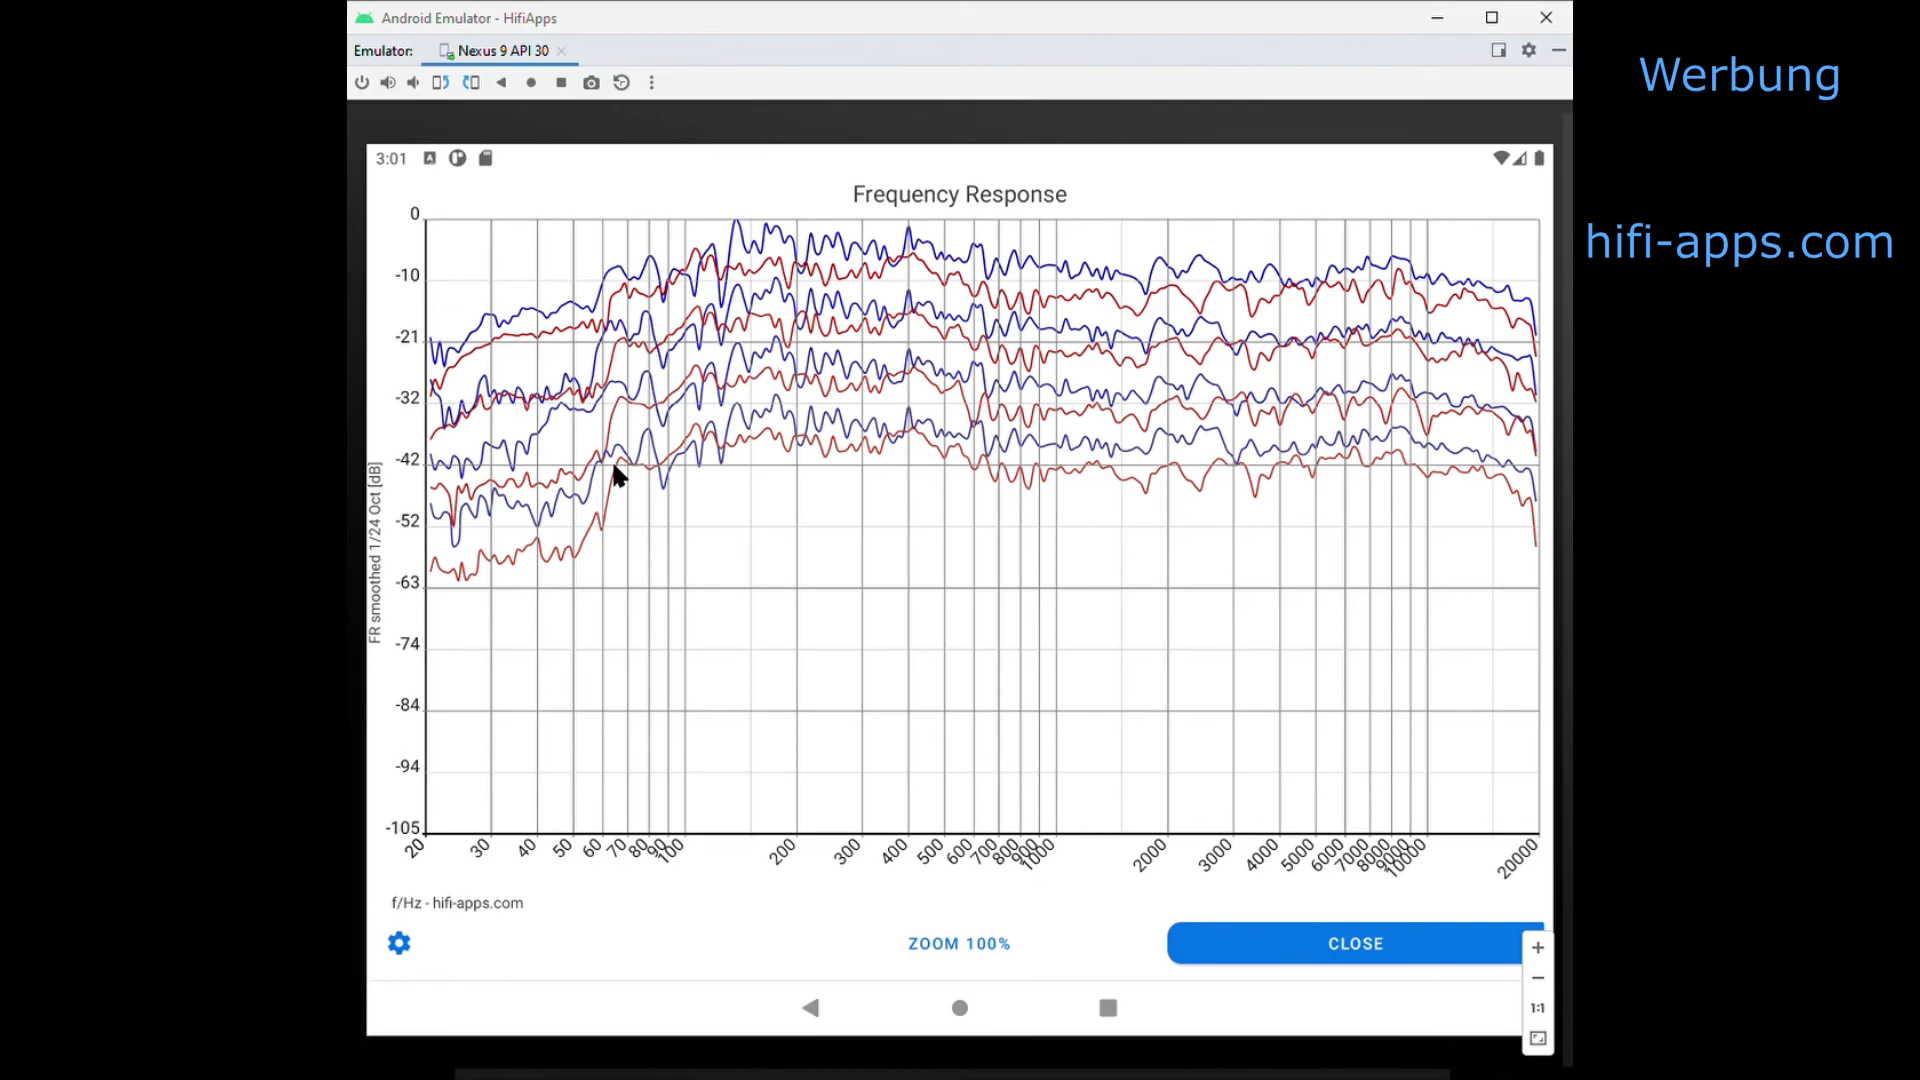 Android Emulator - HifiApps
Emulator: Nexus 9 API 30
Werbung
hifi-apps.com
3:01
Frequency Response
0
-10
-21
-32
-42
-52
-63
-74
-84
-94
-105
FR smoothed 1/24 Oct [dB]
20 30 40 50 60 70 80 90 100 200 300 400 500 600 700 800 900 1000 2000 3000 4000 5000 6000 7000 8000 9000 10000 20000
f/Hz - hifi-apps.com
ZOOM 100%
CLOSE
1:1